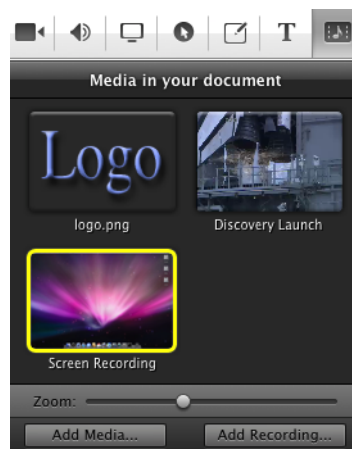 T
Media in your document
Logo
logo.png
Discovery Launch
Screen Recording
Zoom:
Add Media...
Add Recording...